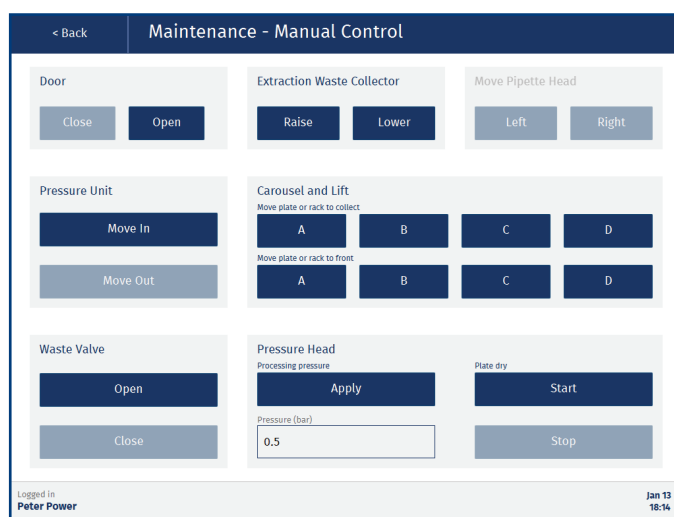 < Back
Maintenance - Manual Control
Door
Close
Open
Extraction Waste Collector
Raise
Lower
Move Pipette Head
Left
Right
Pressure Unit
Move In
Move Out
Carousel and Lift
Move plate or rack to collect
A
B
C
D
Move plate or rack to front
A
B
C
D
Waste Valve
Open
Close
Pressure Head
Processing pressure
Apply
Pressure (bar)
0.5
Plate dry
Start
Stop
Logged in
Peter Power
Jan 13
18:14